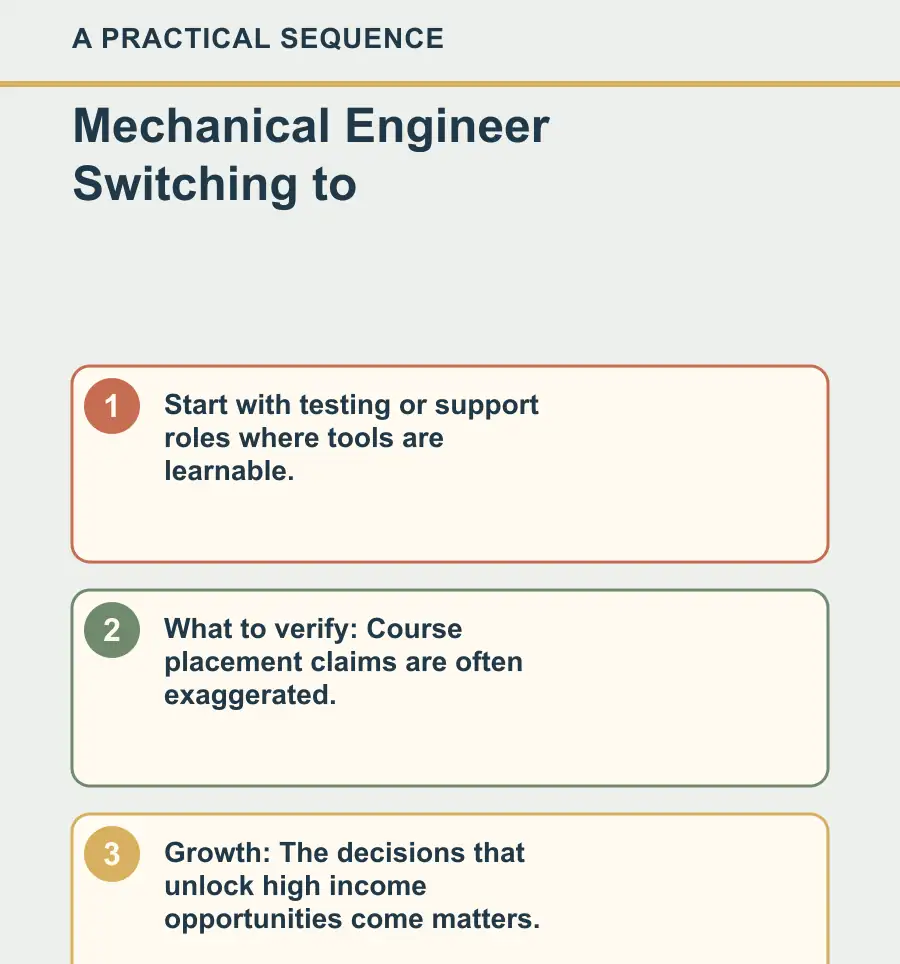 A PRACTICAL SEQUENCE
Mechanical Engineer
Switching to
1
Start with testing or support
roles where tools are
learnable.
2
What to verify: Course
placement claims are often
exaggerated.
3
Growth: The decisions that
unlock high income
opportunities come matters.